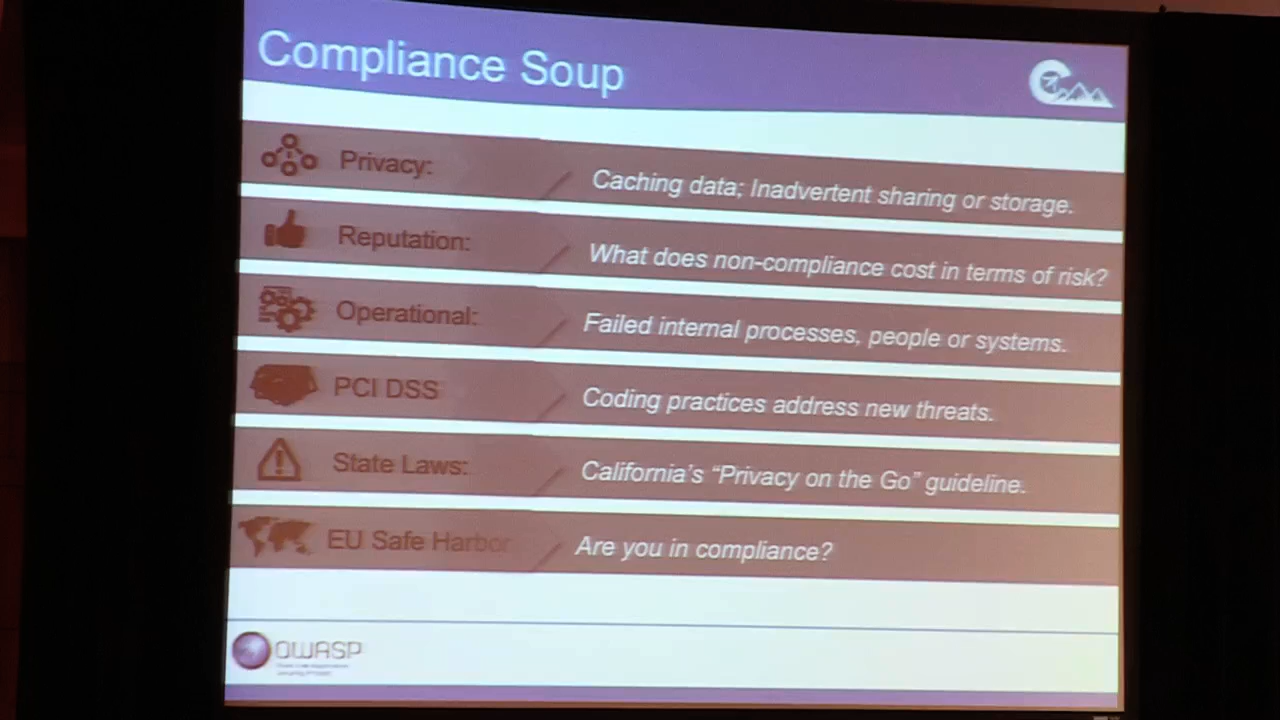 Compliance Soup
Privacy:
Caching data; Inadvertent sharing or storage.
Reputation:
What does non-compliance cost in terms of risk?
Operational:
Failed internal processes, people or systems.
PCI DSS
Coding practices address new threats.
State Laws:
California's “Privacy on the Go” guideline.
EU Safe Harbor
Are you in compliance?
OWASP